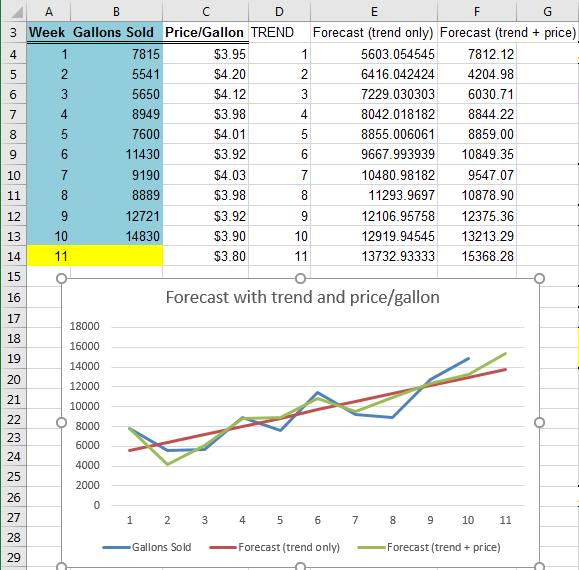 A B C D E F G
3 Week Gallons Sold Price/Gallon TREND Forecast (trend only) Forecast (trend + price)
4 1 7815 $3.95 1 5603.054545 7812.12
5 2 5541 $4.20 2 6416.042424 4204.98
6 3 5650 $4.12 3 7229.030303 6030.71
7 4 8949 $3.98 4 8042.018182 8844.22
8 5 7600 $4.01 5 8855.006061 8859.00
9 6 11430 $3.92 6 9667.993939 10849.35
10 7 9190 $4.03 7 10480.98182 9547.07
11 8 8889 $3.98 8 11293.9697 10878.90
12 9 12721 $3.92 9 12106.95758 12375.36
13 10 14830 $3.90 10 12919.94545 13213.29
14 11 $3.80 11 13732.93333 15368.28
15
16
17
18
19
20
21
22
23
24
25
26
27
28
29
Forecast with trend and price/gallon
18000
16000
14000
12000
10000
8000
6000
4000
2000
0
1 2 3 4 5 6 7 8 9 10 11
Gallons Sold Forecast (trend only) Forecast (trend + price)